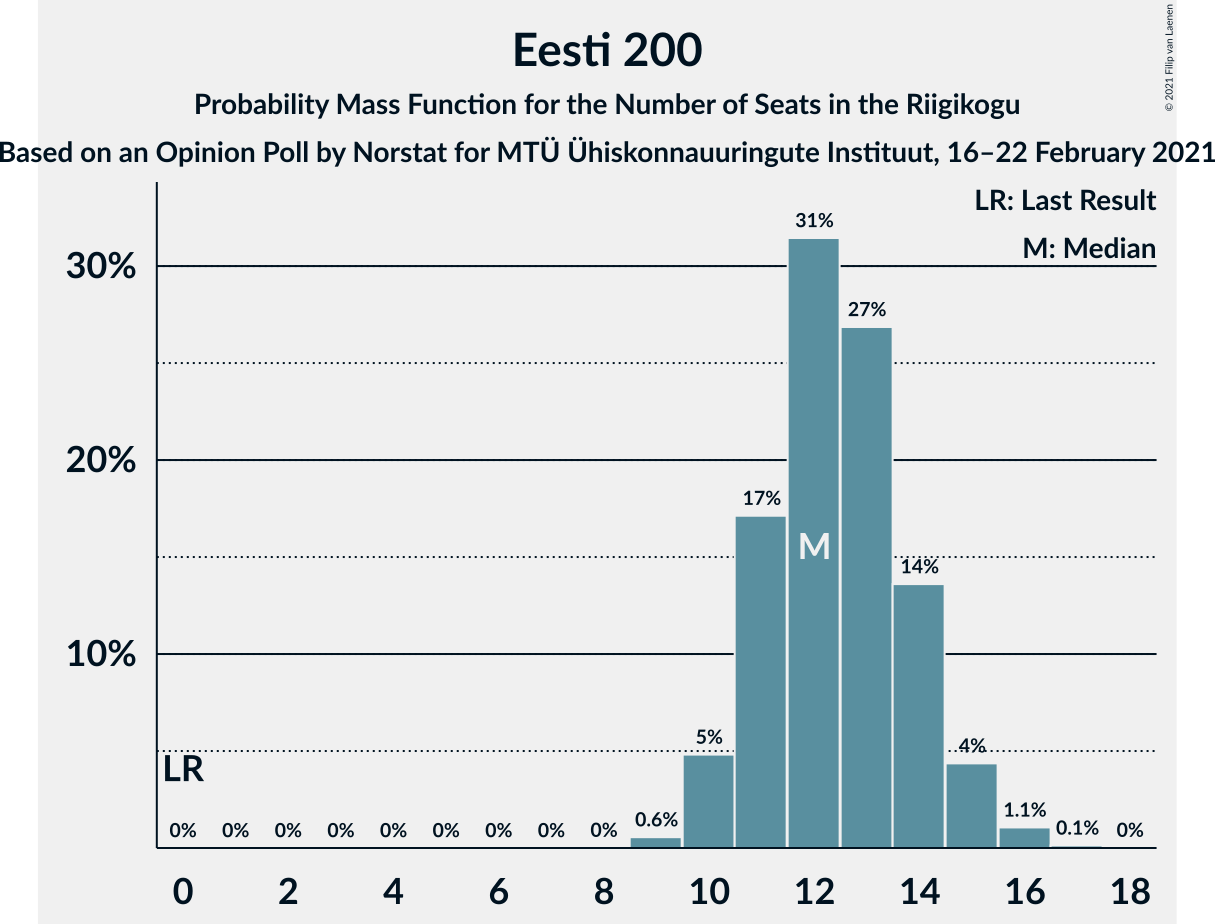 Eesti 200
Probability Mass Function for the Number of Seats in the Riigikogu
Based on an Opinion Poll by Norstat for MTÜ Ühiskonnauuringute Instituut, 16–22 February 2021
© 2021 Filip van Laenen
LR: Last Result
M: Median
30%
20%
10%
31%
27%
17%
14%
5%
4%
1.1%
0.6%
0.1%
0%
M
LR
0% 0% 0% 0% 0% 0% 0% 0% 0%
0 2 4 6 8 10 12 14 16 18